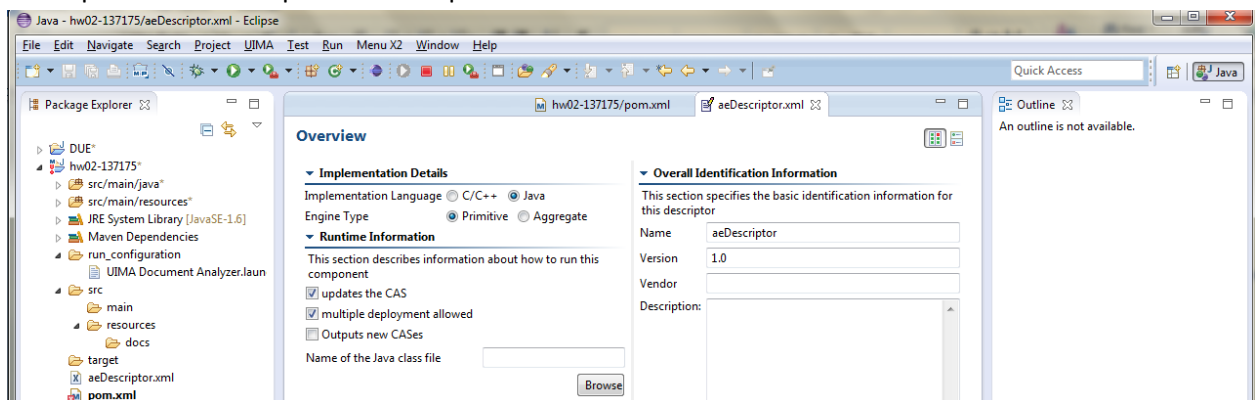 Java - hw02-137175/aeDescriptor.xml - Eclipse
File Edit Navigate Search Project UIMA Test Run Menu X2 Window Help
Quick Access
Java
Package Explorer
hw02-137175/pom.xml
aeDescriptor.xml
Outline
An outline is not available.
DUE*
hw02-137175*
src/main/java*
src/main/resources*
JRE System Library [JavaSE-1.6]
Maven Dependencies
run_configuration
UIMA Document Analyzer.laun
src
main
resources
docs
target
aeDescriptor.xml
pom.xml
Overview
Implementation Details
Implementation Language C/C++ Java
Engine Type Primitive Aggregate
Runtime Information
This section describes information about how to run this
component
updates the CAS
multiple deployment allowed
Outputs new CASes
Name of the Java class file
Browse
Overall Identification Information
This section specifies the basic identification information for
this descriptor
Name aeDescriptor
Version 1.0
Vendor
Description: